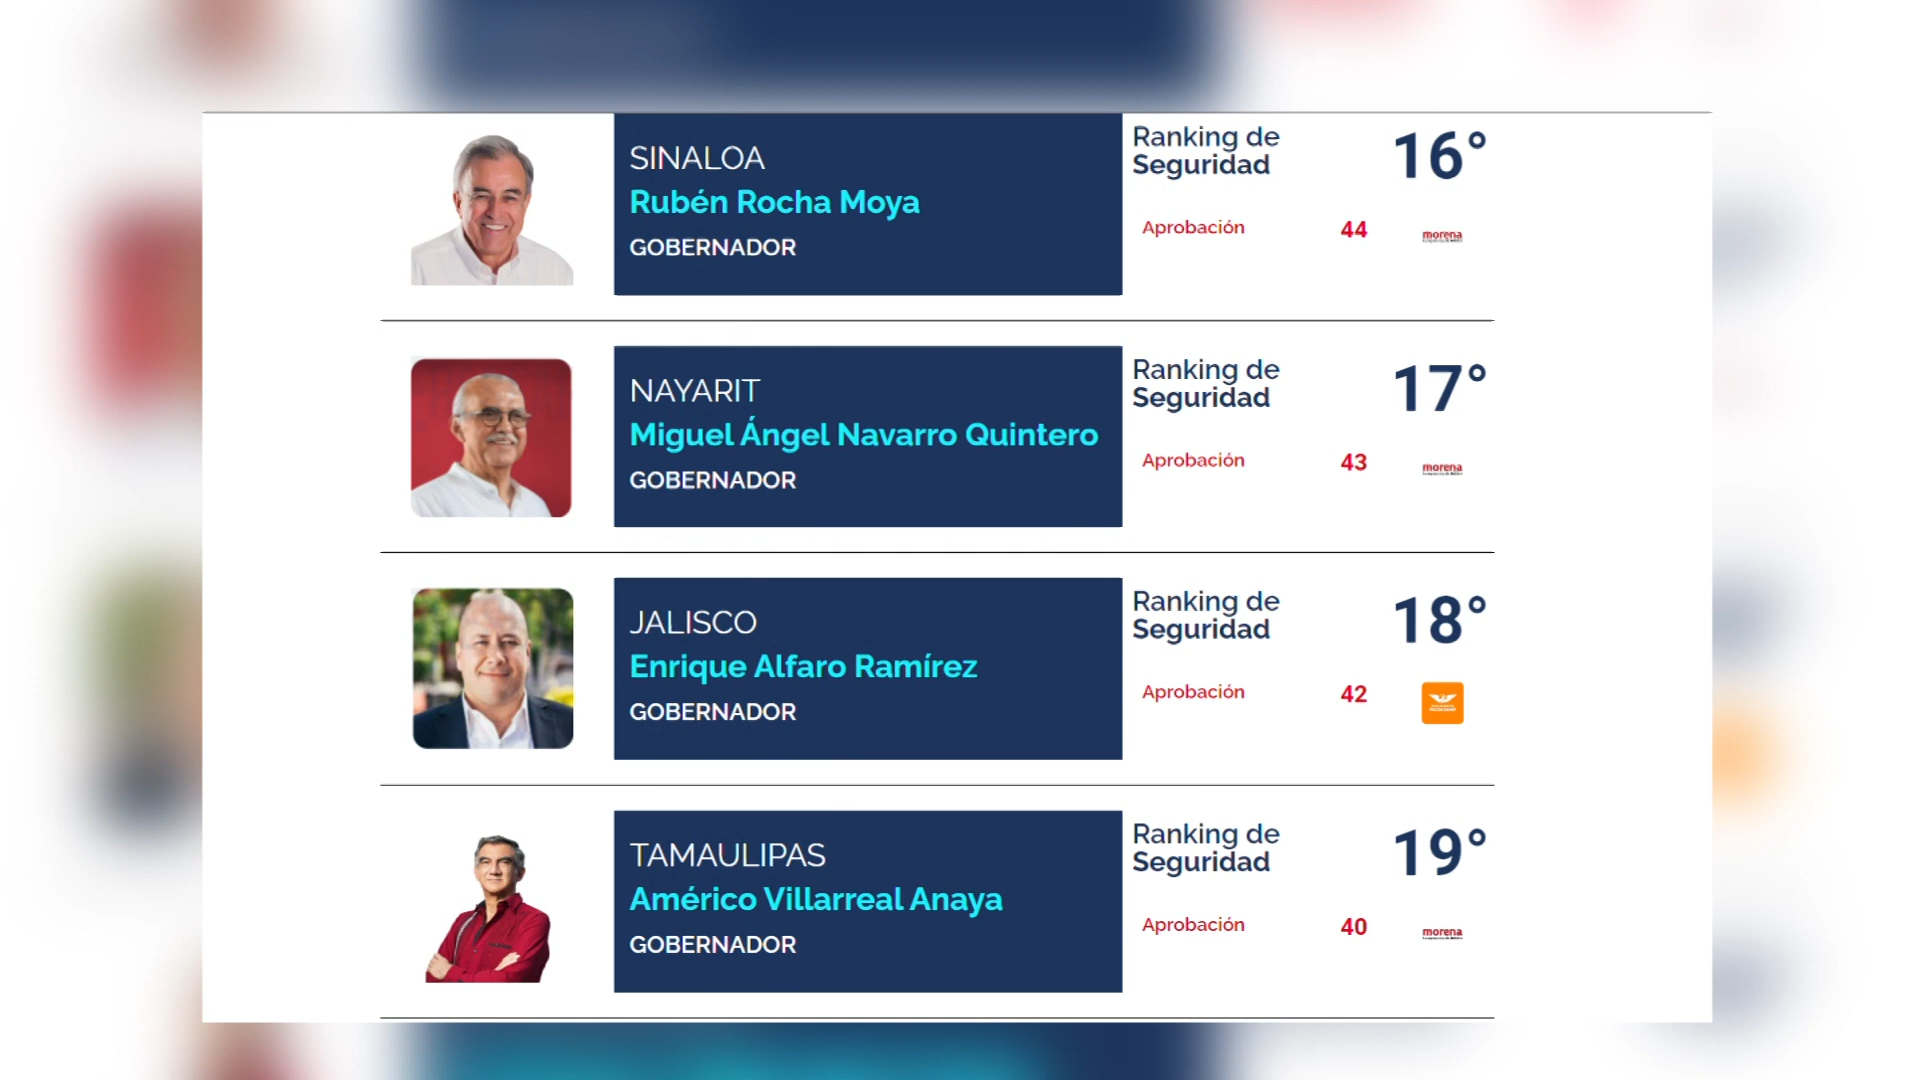 SINALOA
Rubén Rocha Moya
GOBERNADOR
Ranking de
Seguridad
16°
Aprobación
44
morena
NAYARIT
Miguel Ángel Navarro Quintero
GOBERNADOR
Ranking de
Seguridad
17°
Aprobación
43
morena
JALISCO
Enrique Alfaro Ramírez
GOBERNADOR
Ranking de
Seguridad
18°
Aprobación
42
TAMAULIPAS
Américo Villarreal Anaya
GOBERNADOR
Ranking de
Seguridad
19°
Aprobación
40
morena